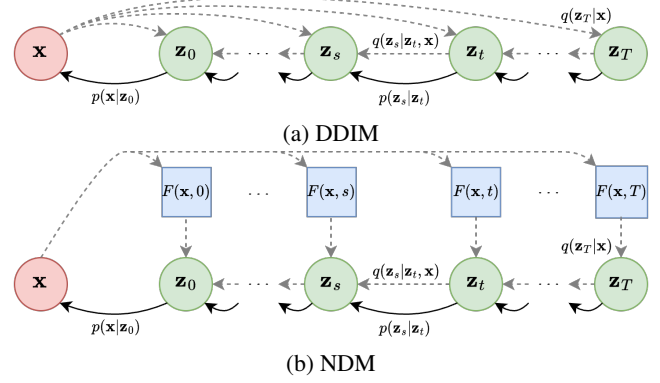 q(z_T|x)
x z_0 ... z_s q(z_s|z_t, x) z_t ... z_T
p(x|z_0) p(z_s|z_t)
(a) DDIM
F(x, 0) ... F(x, s) F(x, t) ... F(x, T)
q(z_T|x)
x z_0 ... z_s q(z_s|z_t, x) z_t ... z_T
p(x|z_0) p(z_s|z_t)
(b) NDM